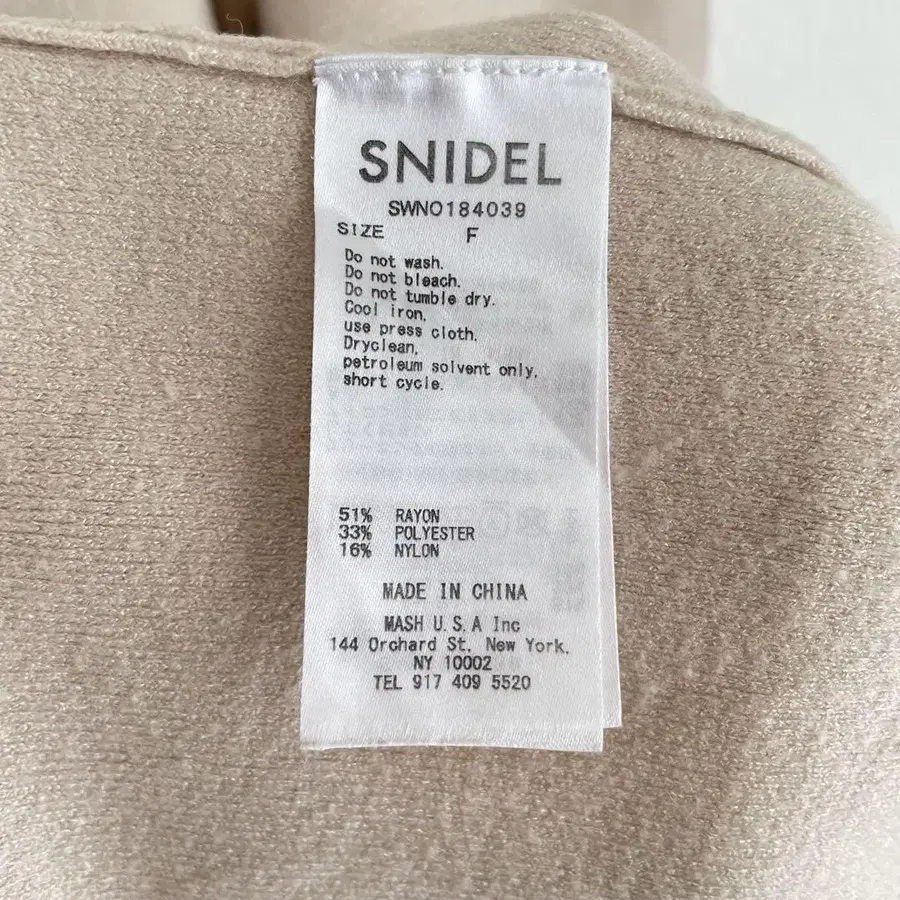 SNIDEL
SWNO184039
SIZE F
Do not wash.
Do not bleach.
Do not tumble dry.
Cool iron,
use press cloth.
Dryclean,
petroleum solvent only,
short cycle.
51% RAYON
33% POLYESTER
16% NYLON
MADE IN CHINA
MASH U.S.A Inc
144 Orchard St, New York,
NY 10002
TEL 917 409 5520